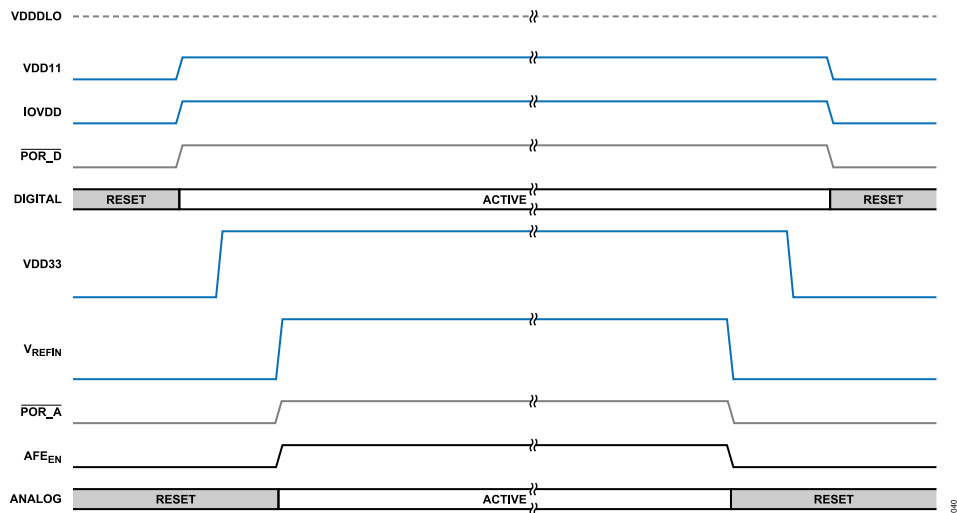 VDDDLO
VDD11
IOVDD
POR_D
DIGITAL RESET ACTIVE RESET
VDD33
VREFIN
POR_A
AFEEN
ANALOG RESET ACTIVE RESET
040